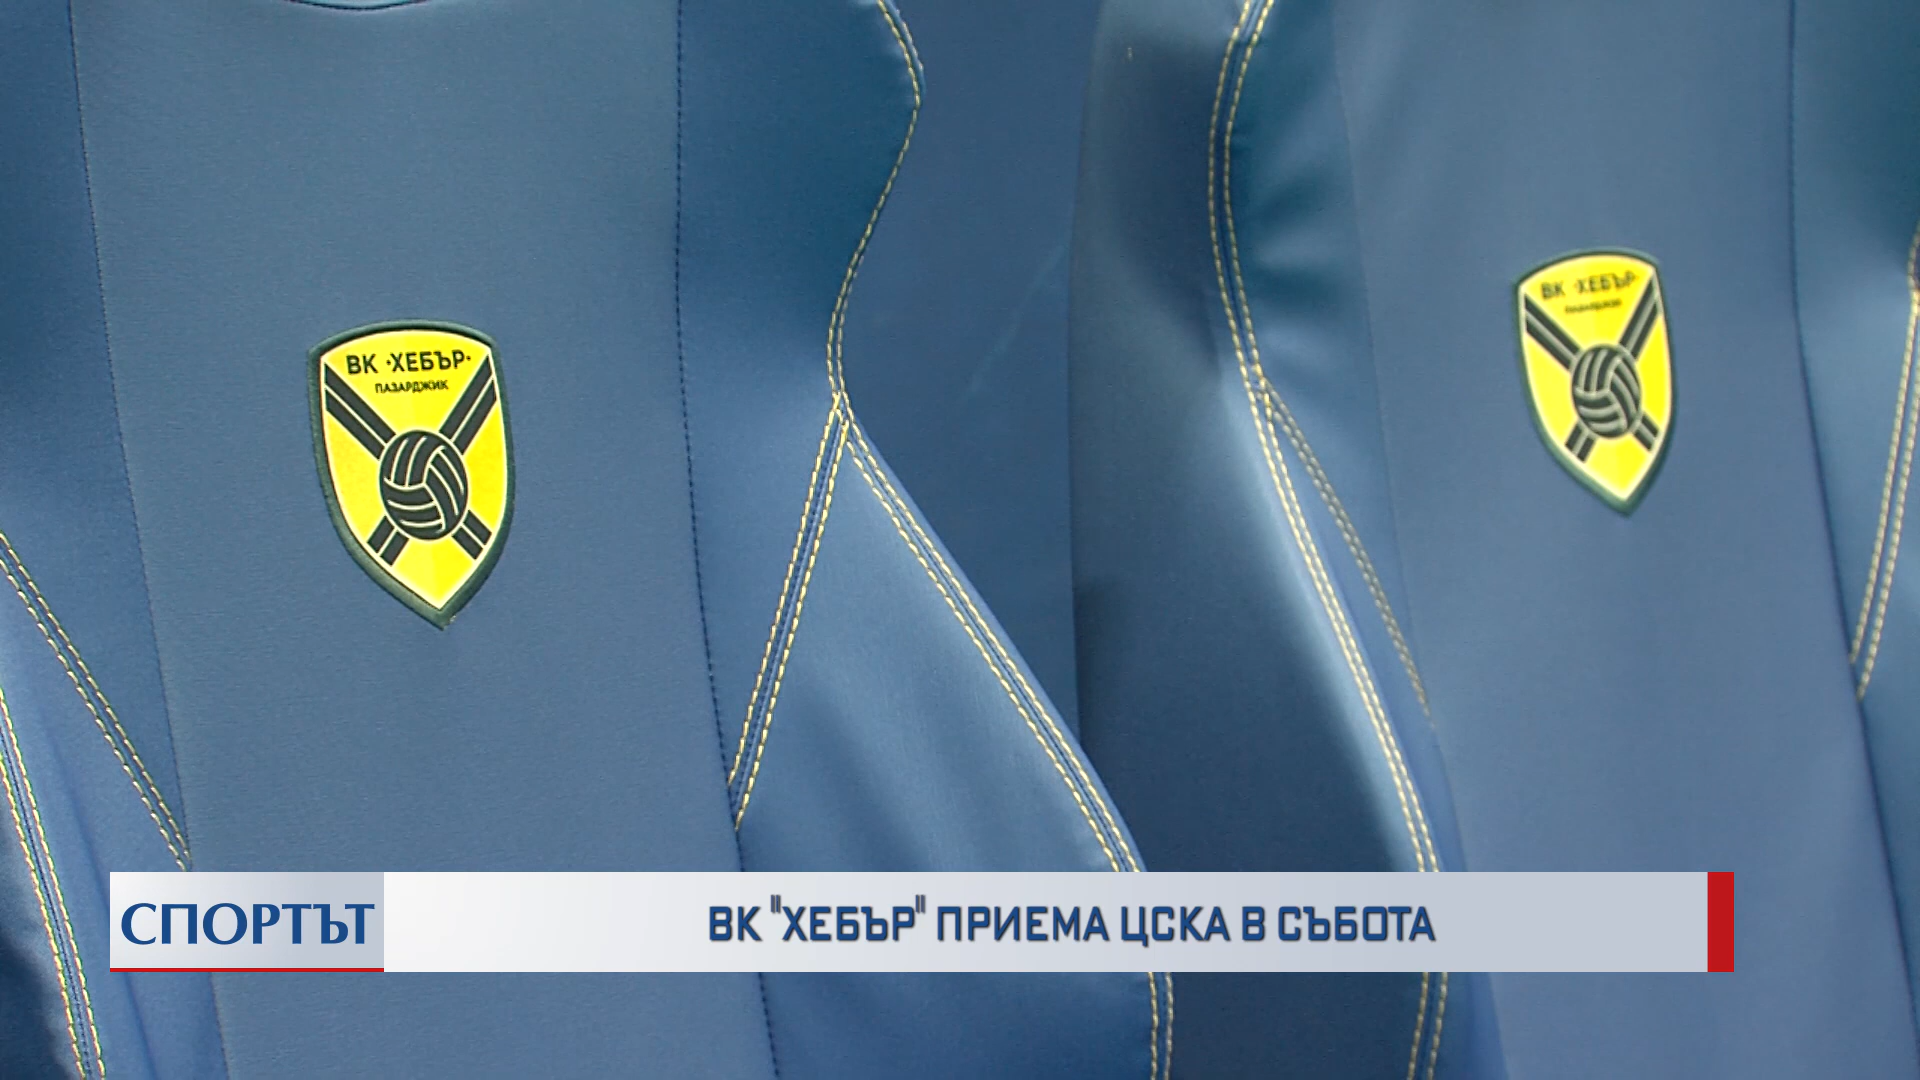 ВК ·ХЕБЪР·
ПАЗАРДЖИК
ВК ·ХЕБЪР·
ПАЗАРДЖИК
СПОРТЪТ
ВК "ХЕБЪР" ПРИЕМА ЦСКА В СЪБОТА